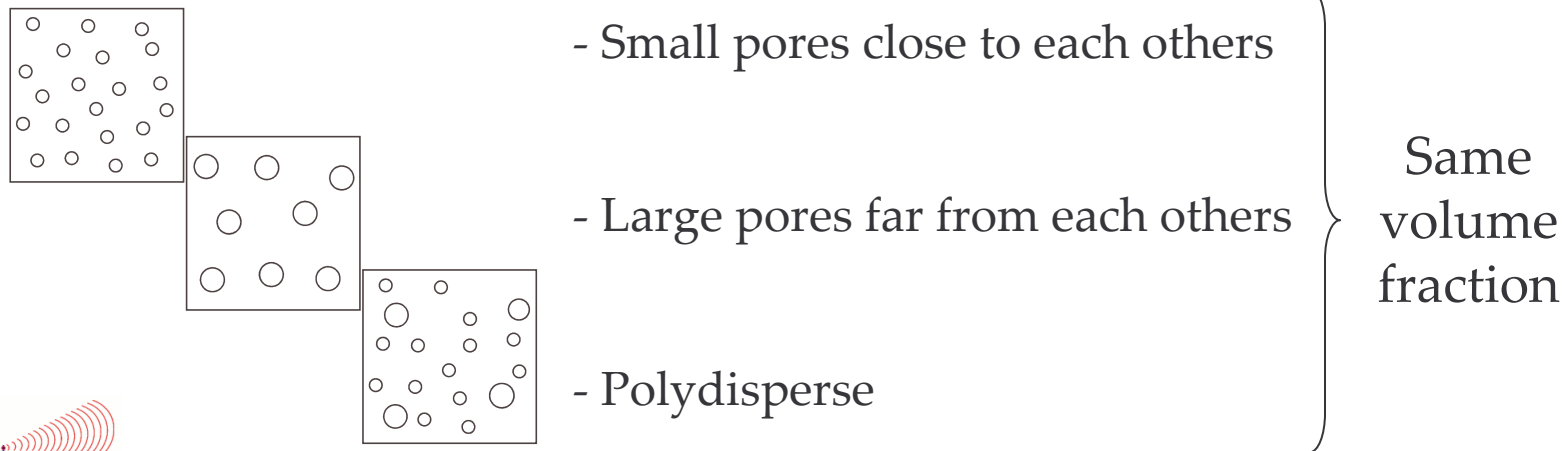 - Small pores close to each others
- Large pores far from each others
- Polydisperse
Same
volume
fraction